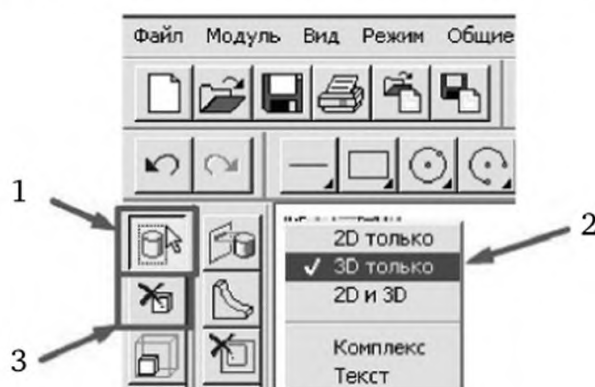 Файл Модуль Вид Режим Общие
1
2D только
2
✓ 3D только
2D и 3D
3
Комплекс
Текст